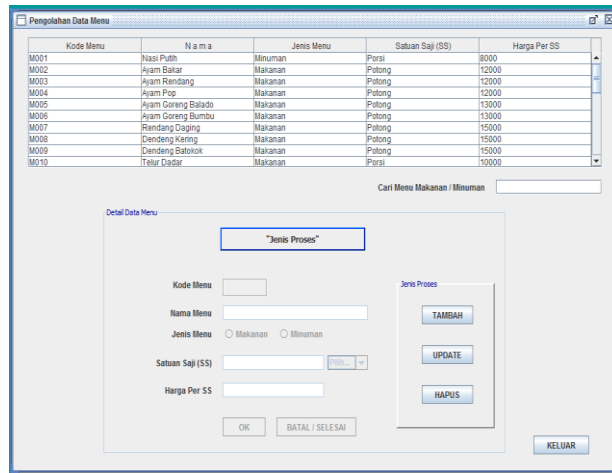 Pengolahan Data Menu
Kode Menu N a m a Jenis Menu Satuan Saji (SS) Harga Per SS
M001 Nasi Putih Minuman Porsi 8000
M002 Ayam Bakar Makanan Potong 12000
M003 Ayam Rendang Makanan Potong 12000
M004 Ayam Pop Makanan Potong 12000
M005 Ayam Goreng Balado Makanan Potong 13000
M006 Ayam Goreng Bumbu Makanan Potong 13000
M007 Rendang Daging Makanan Potong 15000
M008 Dendeng Kering Makanan Potong 15000
M009 Dendeng Batokok Makanan Potong 15000
M010 Telur Dadar Makanan Porsi 10000
Cari Menu Makanan / Minuman
Detail Data Menu
"Jenis Proses"
Kode Menu
Nama Menu
Jenis Menu Makanan Minuman
Satuan Saji (SS) Pilih...
Harga Per SS
OK BATAL / SELESAI
Jenis Proses
TAMBAH
UPDATE
HAPUS
KELUAR